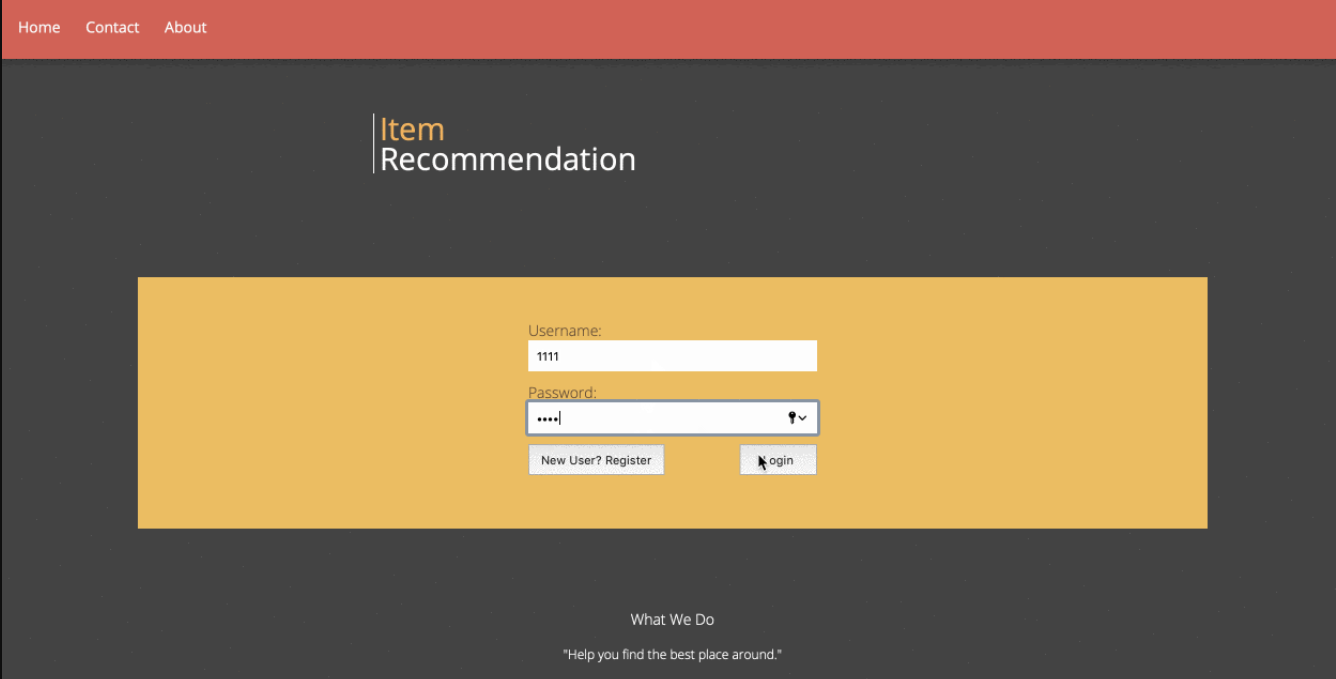 Home Contact About
Item
Recommendation
Username:
1111
Password:
••••
New User? Register Login
What We Do
"Help you find the best place around."